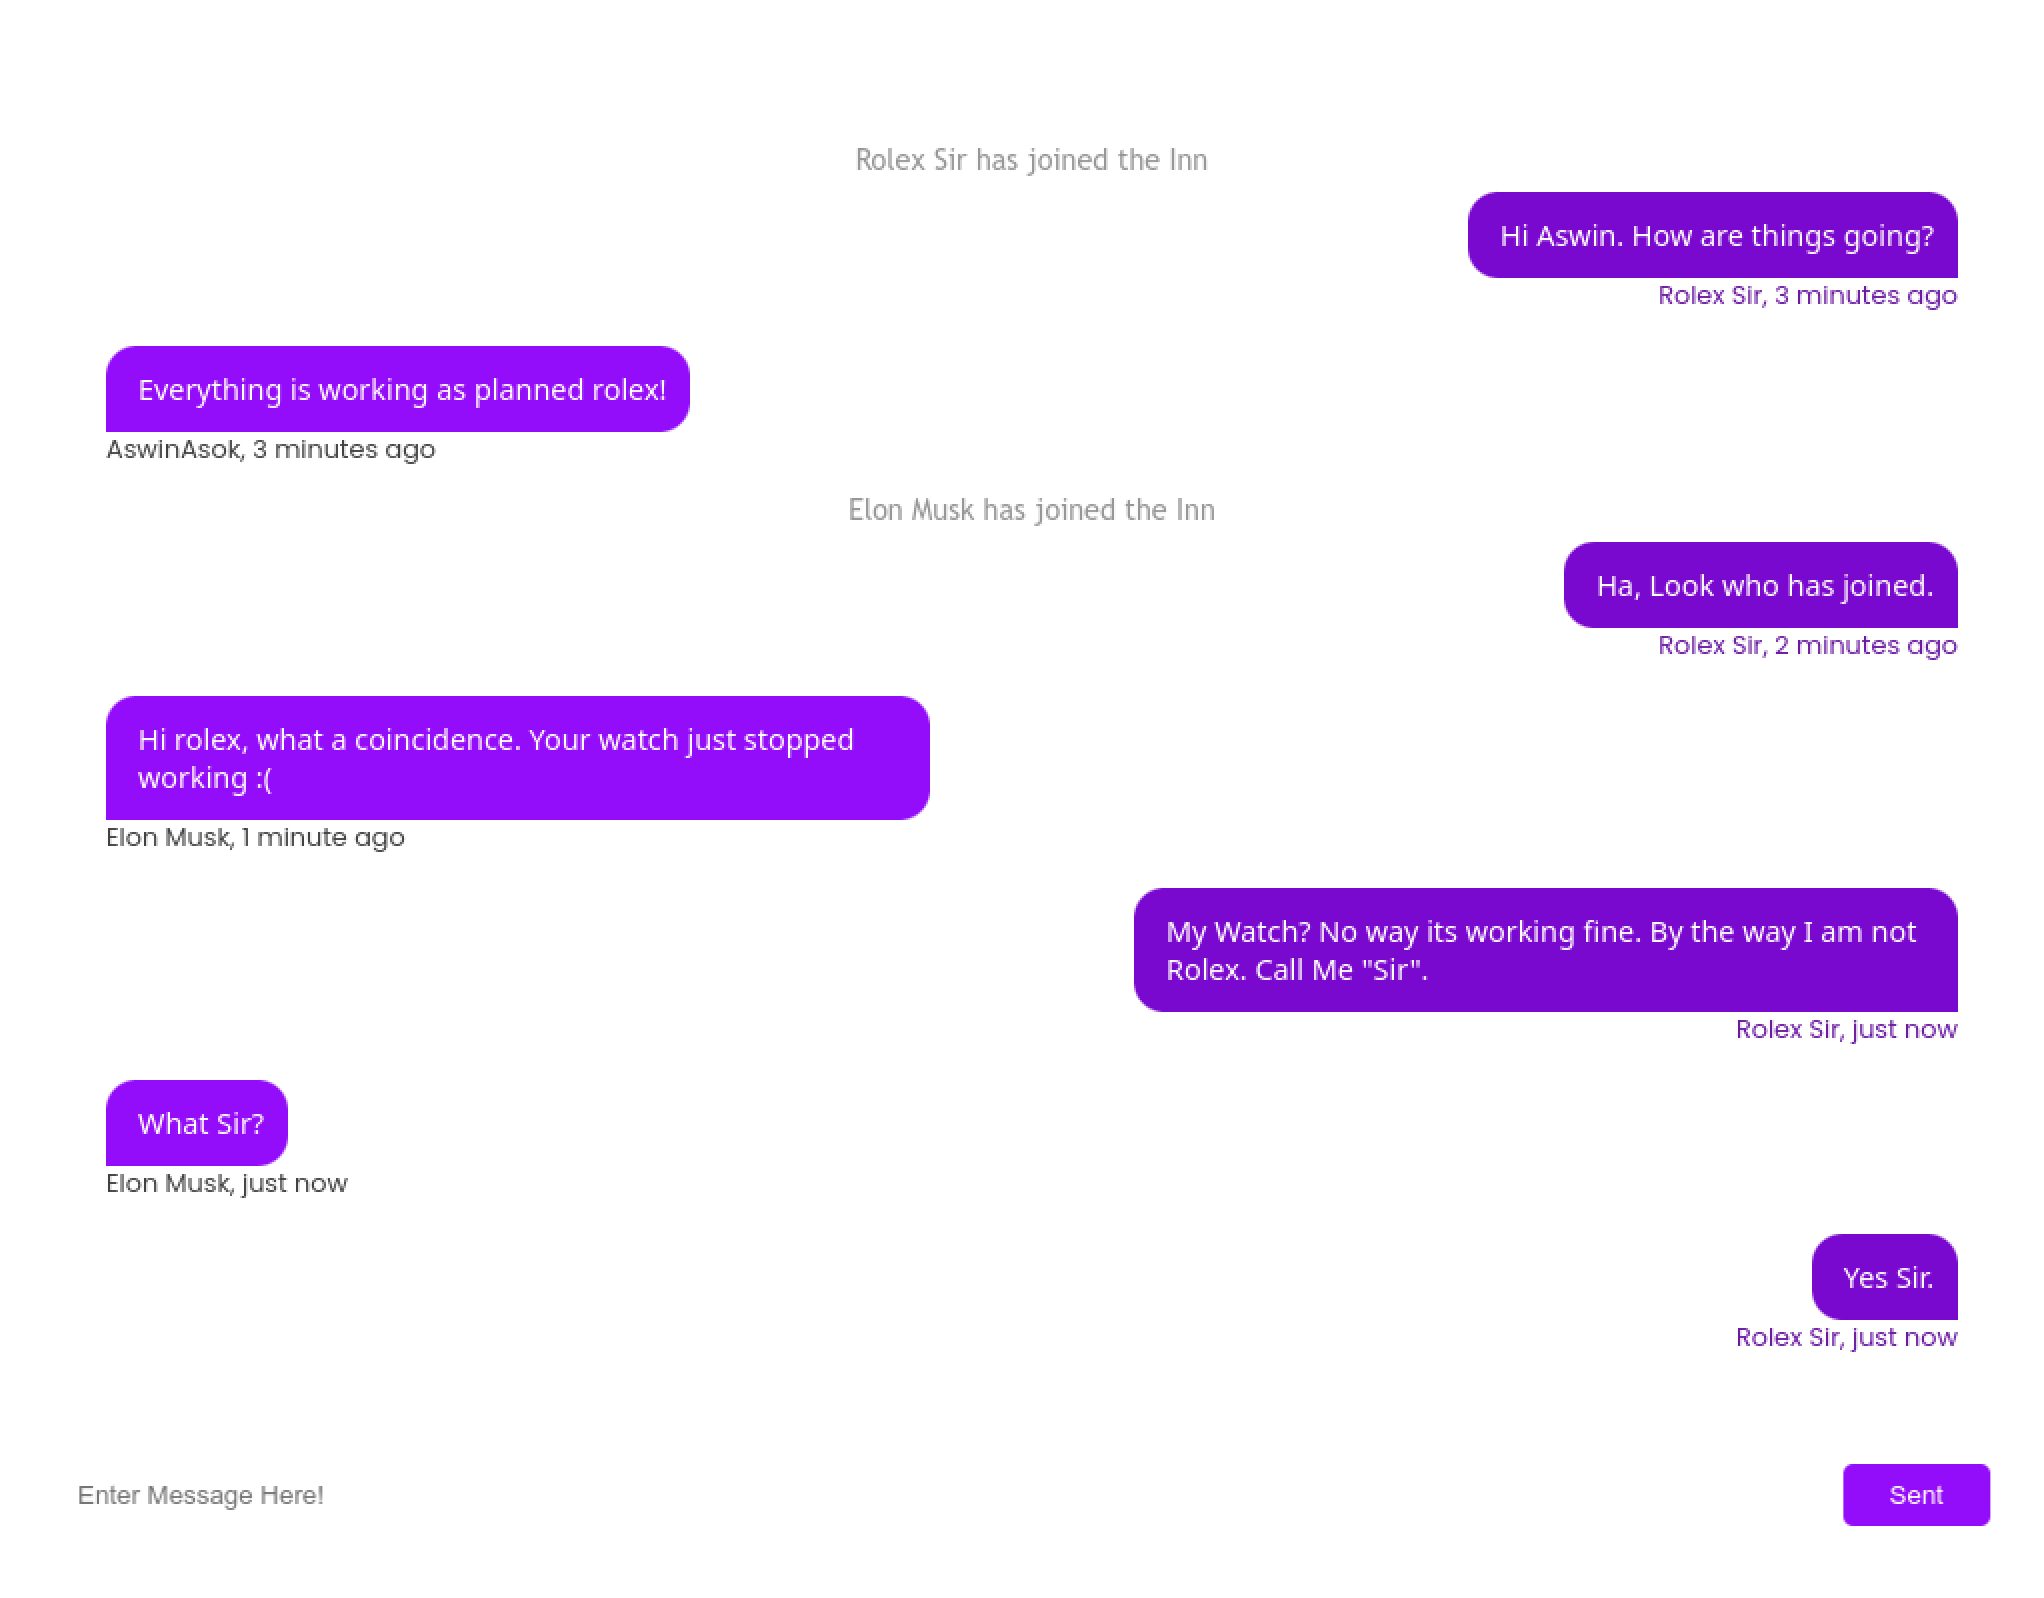 Rolex Sir has joined the Inn
Hi Aswin. How are things going?
Rolex Sir, 3 minutes ago
Everything is working as planned rolex!
AswinAsok, 3 minutes ago
Elon Musk has joined the Inn
Ha, Look who has joined.
Rolex Sir, 2 minutes ago
Hi rolex, what a coincidence. Your watch just stopped
working :(
Elon Musk, 1 minute ago
My Watch? No way its working fine. By the way I am not
Rolex. Call Me "Sir".
Rolex Sir, just now
What Sir?
Elon Musk, just now
Yes Sir.
Rolex Sir, just now
Enter Message Here!
Sent